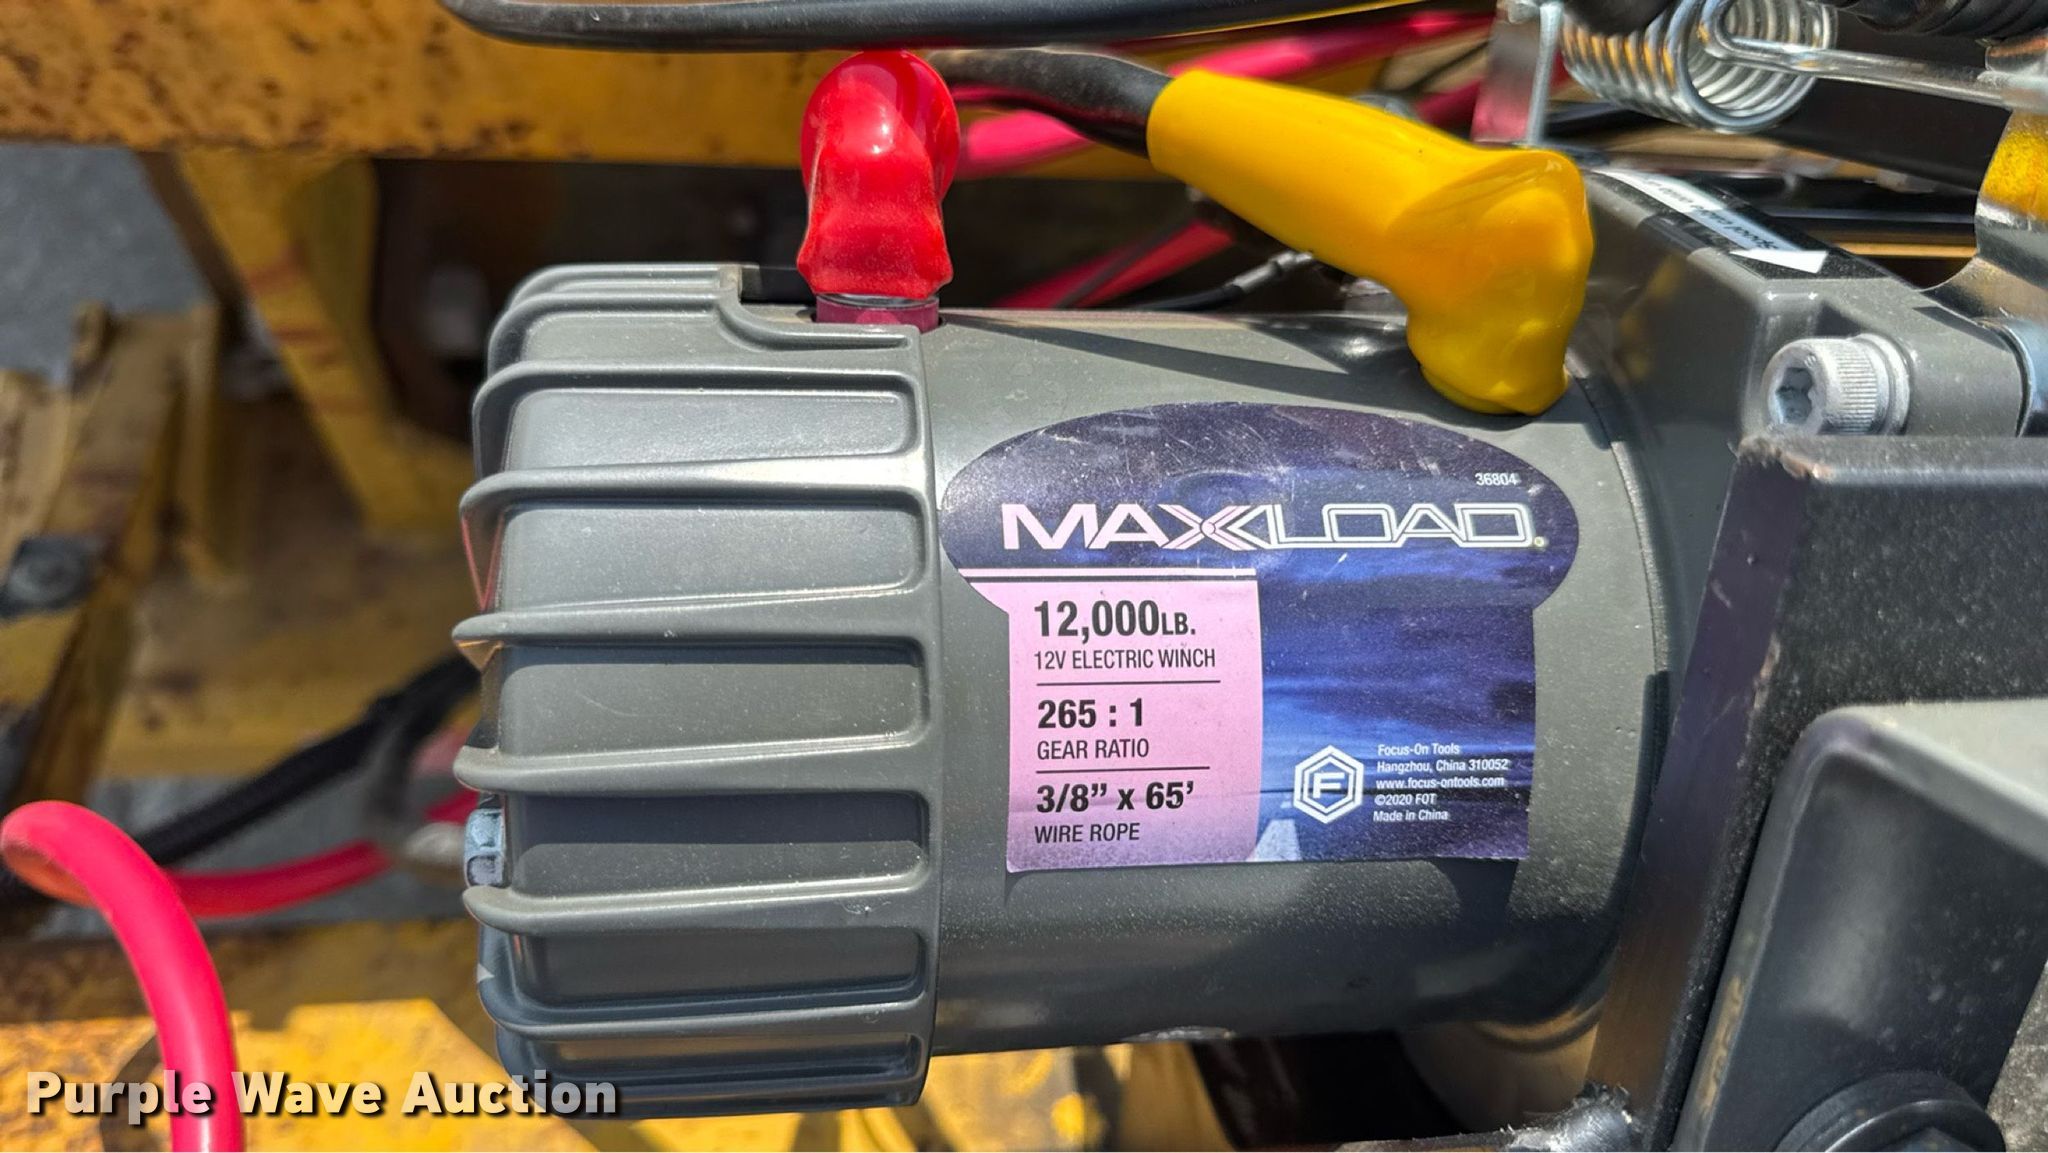 36804
MAXLOAD
12,000LB.
12V ELECTRIC WINCH
265 : 1
GEAR RATIO
3/8” x 65’
WIRE ROPE
F
Focus-On Tools
Hangzhou, China 310052
www.focus-ontools.com
©2020 FOT
Made in China
Purple Wave Auction